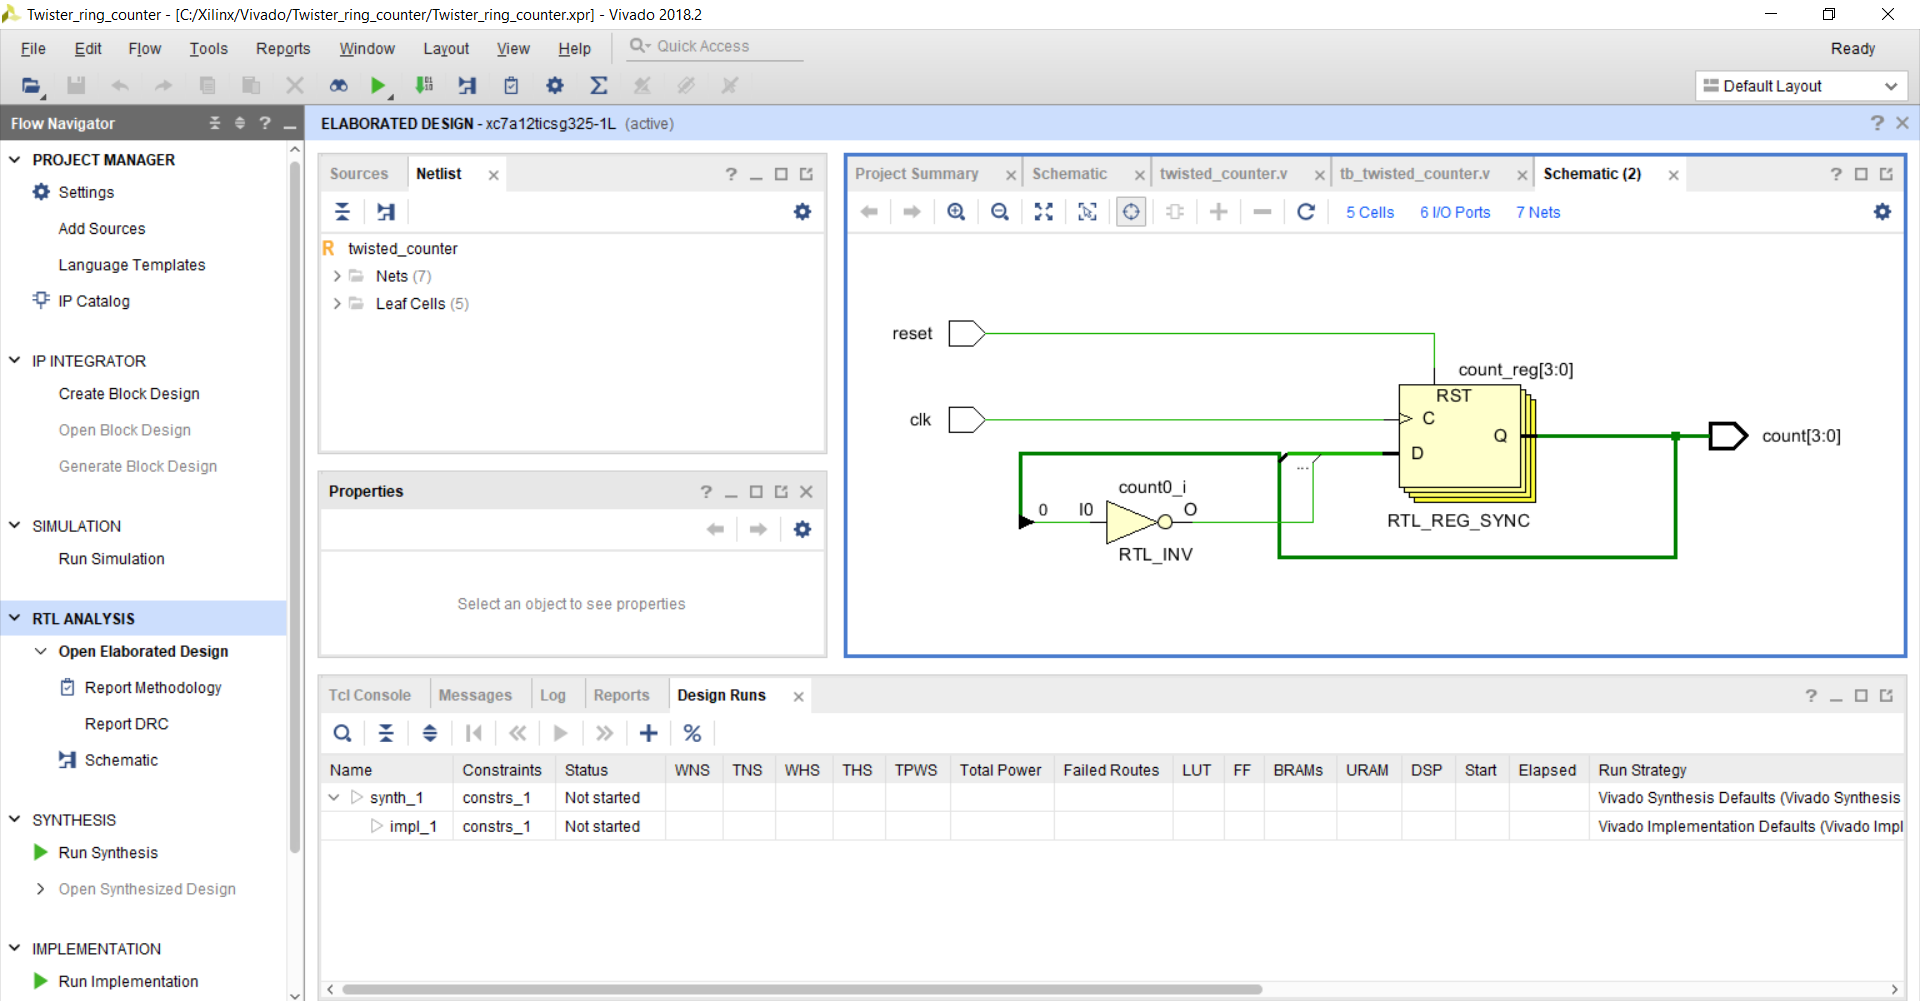 Twister_ring_counter - [C:/Xilinx/Vivado/Twister_ring_counter/Twister_ring_counter.xpr] - Vivado 2018.2
File Edit Flow Tools Reports Window Layout View Help Quick Access Ready
Default Layout
Flow Navigator
PROJECT MANAGER
Settings
Add Sources
Language Templates
IP Catalog
IP INTEGRATOR
Create Block Design
Open Block Design
Generate Block Design
SIMULATION
Run Simulation
RTL ANALYSIS
Open Elaborated Design
Report Methodology
Report DRC
Schematic
SYNTHESIS
Run Synthesis
Open Synthesized Design
IMPLEMENTATION
Run Implementation
ELABORATED DESIGN - xc7a12ticsg325-1L (active)
Sources Netlist
R twisted_counter
Nets (7)
Leaf Cells (5)
Properties
Select an object to see properties
Project Summary Schematic twisted_counter.v tb_twisted_counter.v Schematic (2)
5 Cells 6 I/O Ports 7 Nets
reset
count_reg[3:0]
RST
clk
C
Q
count[3:0]
D
...
count0_i
0 I0 O
RTL_REG_SYNC
RTL_INV
Tcl Console Messages Log Reports Design Runs
Name Constraints Status WNS TNS WHS THS TPWS Total Power Failed Routes LUT FF BRAMs URAM DSP Start Elapsed Run Strategy
synth_1 constrs_1 Not started Vivado Synthesis Defaults (Vivado Synthesis
impl_1 constrs_1 Not started Vivado Implementation Defaults (Vivado Impl